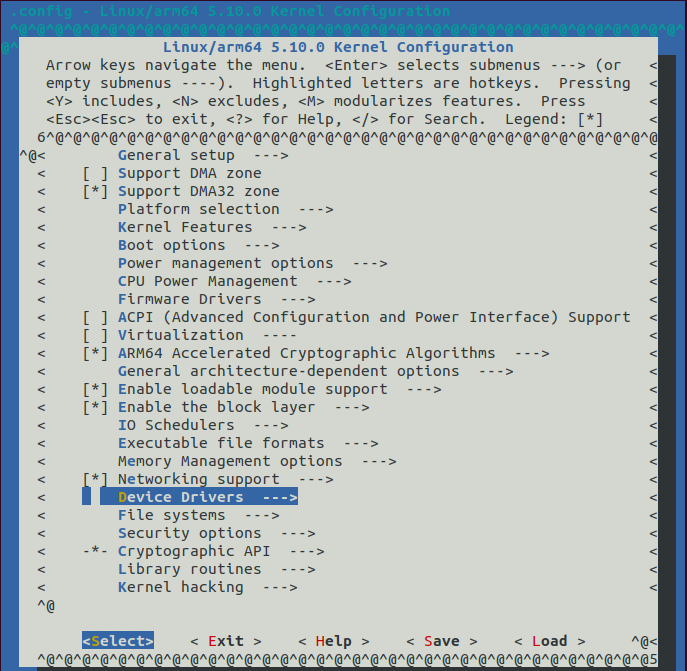 .config - Linux/arm64 5.10.0 Kernel Configuration
^@^@^@^@^@^@^@^@^@^@^@^@^@^@^@^@^@^@^@^@^@^@^@^@^@^@^@^@^@^@^@^@^@^@^@^@^@^
@^@
Linux/arm64 5.10.0 Kernel Configuration
Arrow keys navigate the menu.  <Enter> selects submenus ---> (or   <
empty submenus ----).  Highlighted letters are hotkeys.  Pressing  <
<Y> includes, <N> excludes, <M> modularizes features.  Press       <
<Esc><Esc> to exit, <?> for Help, </> for Search.  Legend: [*]     <
6^@^@^@^@^@^@^@^@^@^@^@^@^@^@^@^@^@^@^@^@^@^@^@^@^@^@^@^@^@^@^@^@^@^@
^@<        General setup  --->                                        <
<    [ ] Support DMA zone                                           <
<    [*] Support DMA32 zone                                         <
<        Platform selection  --->                                   <
<        Kernel Features  --->                                      <
<        Boot options  --->                                         <
<        Power management options  --->                             <
<        CPU Power Management  --->                                 <
<        Firmware Drivers  --->                                     <
<    [ ] ACPI (Advanced Configuration and Power Interface) Support  <
<    [ ] Virtualization  ----                                       <
<    [*] ARM64 Accelerated Cryptographic Algorithms  --->           <
<        General architecture-dependent options  --->               <
<    [*] Enable loadable module support  --->                       <
<    [*] Enable the block layer  --->                               <
<        IO Schedulers  --->                                        <
<        Executable file formats  --->                              <
<        Memory Management options  --->                            <
<    [*] Networking support  --->                                   <
<        Device Drivers  --->                                       <
<        File systems  --->                                         <
<        Security options  --->                                     <
<    -*- Cryptographic API  --->                                    <
<        Library routines  --->                                     <
<        Kernel hacking  --->                                       <
^@
<Select>    < Exit >    < Help >    < Save >    < Load >     ^@<
^@^@^@^@^@^@^@^@^@^@^@^@^@^@^@^@^@^@^@^@^@^@^@^@^@^@^@^@^@^@^@^@^@^@5